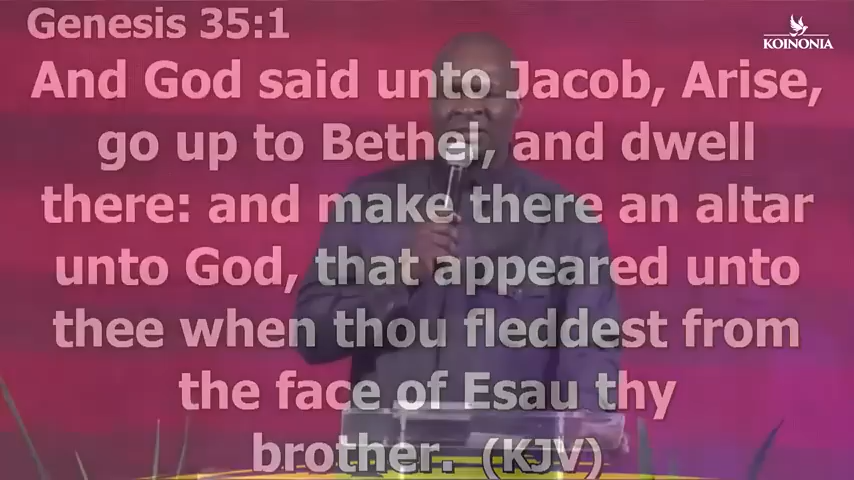 Genesis 35:1
KOINONIA
And God said unto Jacob, Arise,
go up to Bethel, and dwell
there: and make there an altar
unto God, that appeared unto
thee when thou fleddest from
the face of Esau thy
brother. (KJV)